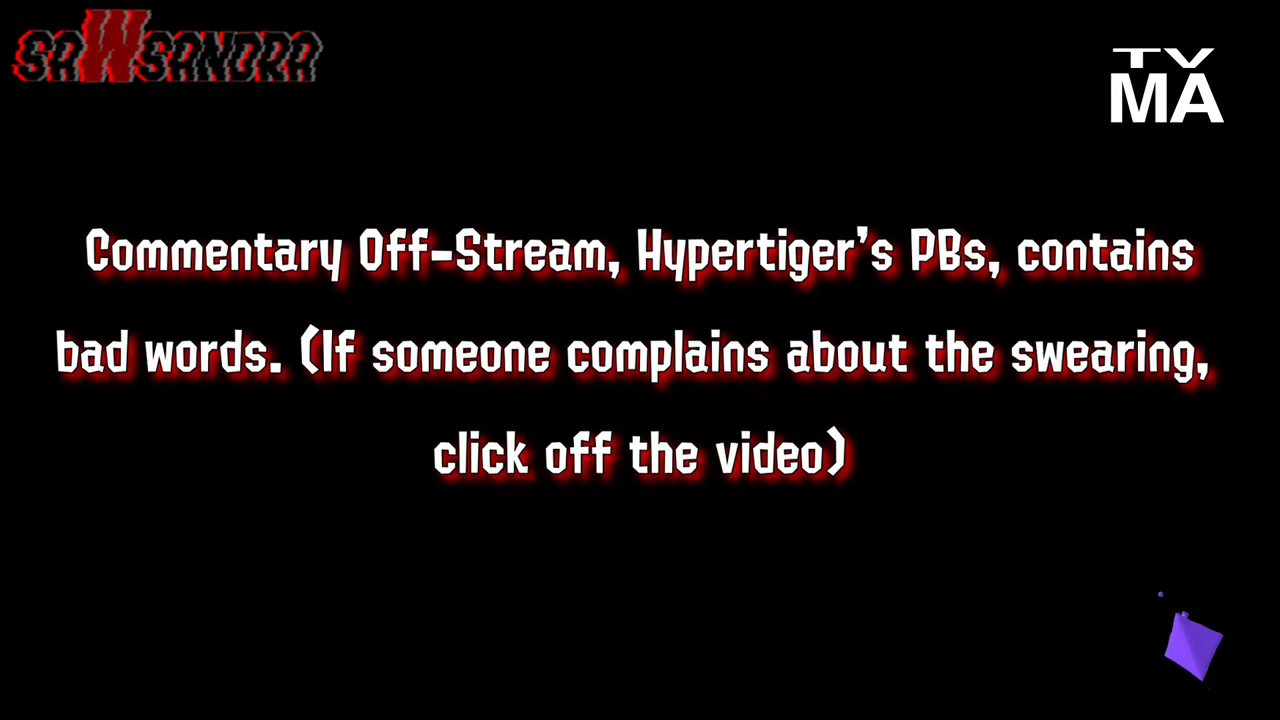 SAWSANDRA
TV
MA
Commentary Off-Stream, Hypertiger's PBs, contains
bad words. (If someone complains about the swearing,
click off the video)